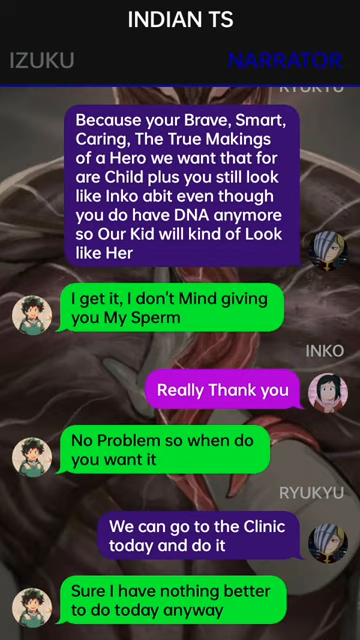 INDIAN TS
IZUKU
NARRATOR
RYUKYU
Because your Brave, Smart,
Caring, The True Makings
of a Hero we want that for
are Child plus you still look
like Inko abit even though
you do have DNA anymore
so Our Kid will kind of Look
like Her
I get it, I don't Mind giving
you My Sperm
INKO
Really Thank you
No Problem so when do
you want it
RYUKYU
We can go to the Clinic
today and do it
Sure I have nothing better
to do today anyway